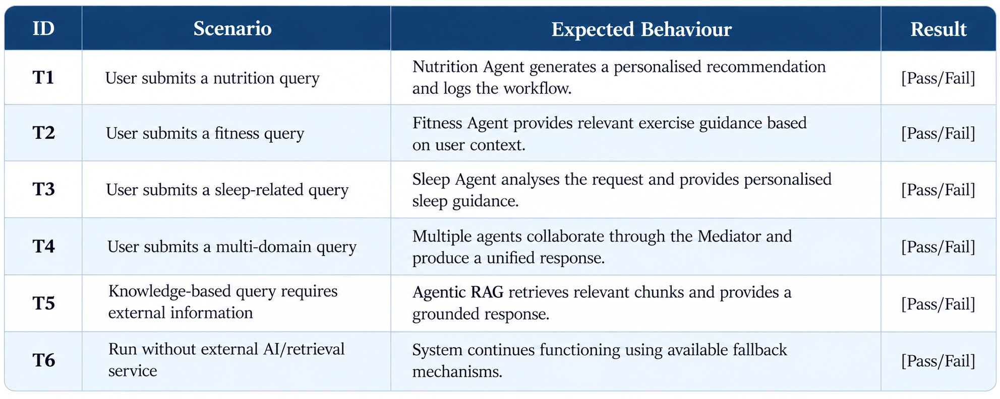 ID Scenario Expected Behaviour Result
T1 User submits a nutrition query Nutrition Agent generates a personalised recommendation
and logs the workflow. [Pass/Fail]
T2 User submits a fitness query Fitness Agent provides relevant exercise guidance based
on user context. [Pass/Fail]
T3 User submits a sleep-related query Sleep Agent analyses the request and provides personalised
sleep guidance. [Pass/Fail]
T4 User submits a multi-domain query Multiple agents collaborate through the Mediator and
produce a unified response. [Pass/Fail]
T5 Knowledge-based query requires
external information Agentic RAG retrieves relevant chunks and provides a
grounded response. [Pass/Fail]
T6 Run without external AI/retrieval
service System continues functioning using available fallback
mechanisms. [Pass/Fail]